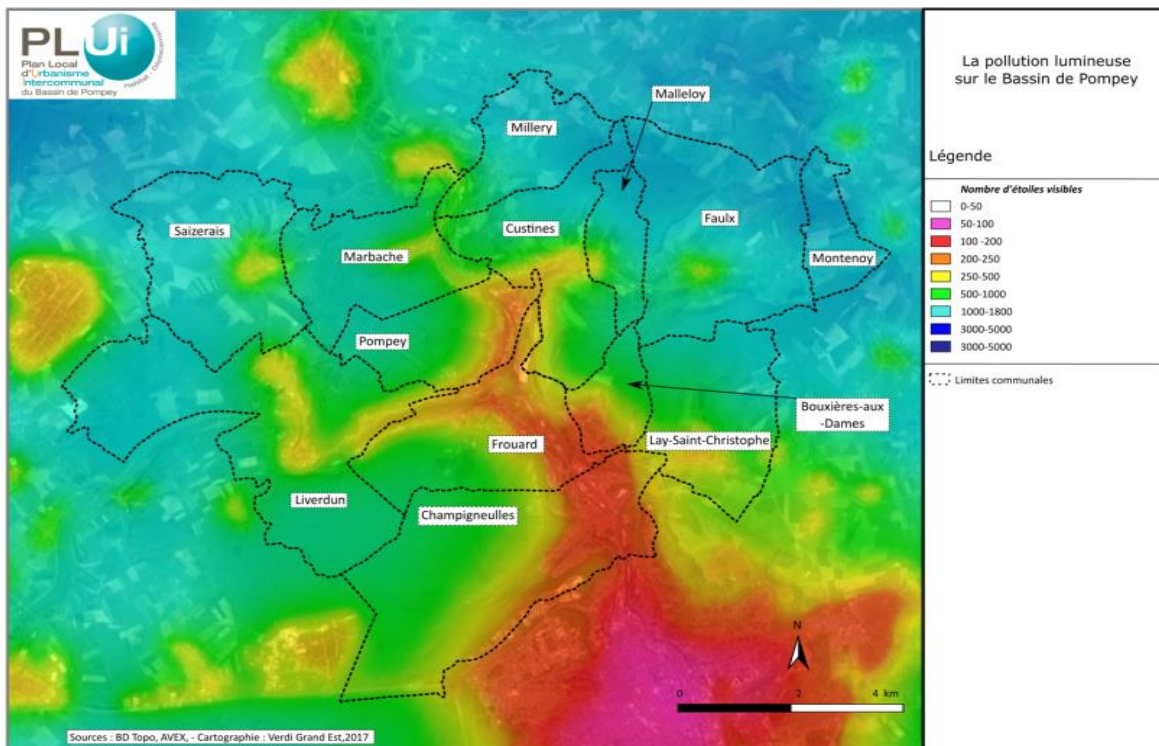 PLUi
Plan Local
d'Urbanisme
Intercommunal
du Bassin de Pompey
Habitat - Déplacements
Malleloy
Millery
Saizerais
Custines
Faulx
Marbache
Montenoy
Pompey
Bouxières-aux
-Dames
Frouard
Lay-Saint-Christophe
Liverdun
Champigneulles
N
0 2 4 km
Sources : BD Topo, AVEX, - Cartographie : Verdi Grand Est,2017
La pollution lumineuse
sur le Bassin de Pompey
Légende
Nombre d'étoiles visibles
0-50
50-100
100 -200
200-250
250-500
500-1000
1000-1800
3000-5000
3000-5000
Limites communales